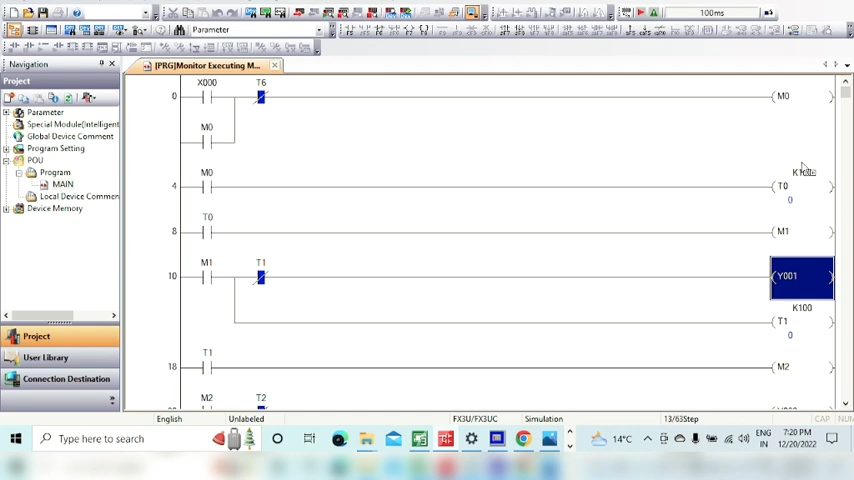 100ms
Parameter
Navigation
[PRG]Monitor Executing M...
Project
Parameter
Special Module(Intelligent
Global Device Comment
Program Setting
POU
Program
MAIN
Local Device Commen
Device Memory
Project
User Library
Connection Destination
X000
T6
0
M0
M0
M0
4
T0
0
T0
8
M1
M1
T1
10
Y001
K100
T1
0
T1
18
M2
M2
T2
English
Unlabeled
FX3U/FX3UC
Simulation
13/63Step
CAP
NUM
Type here to search
14°C
ENG
IN
7:20 PM
12/20/2022